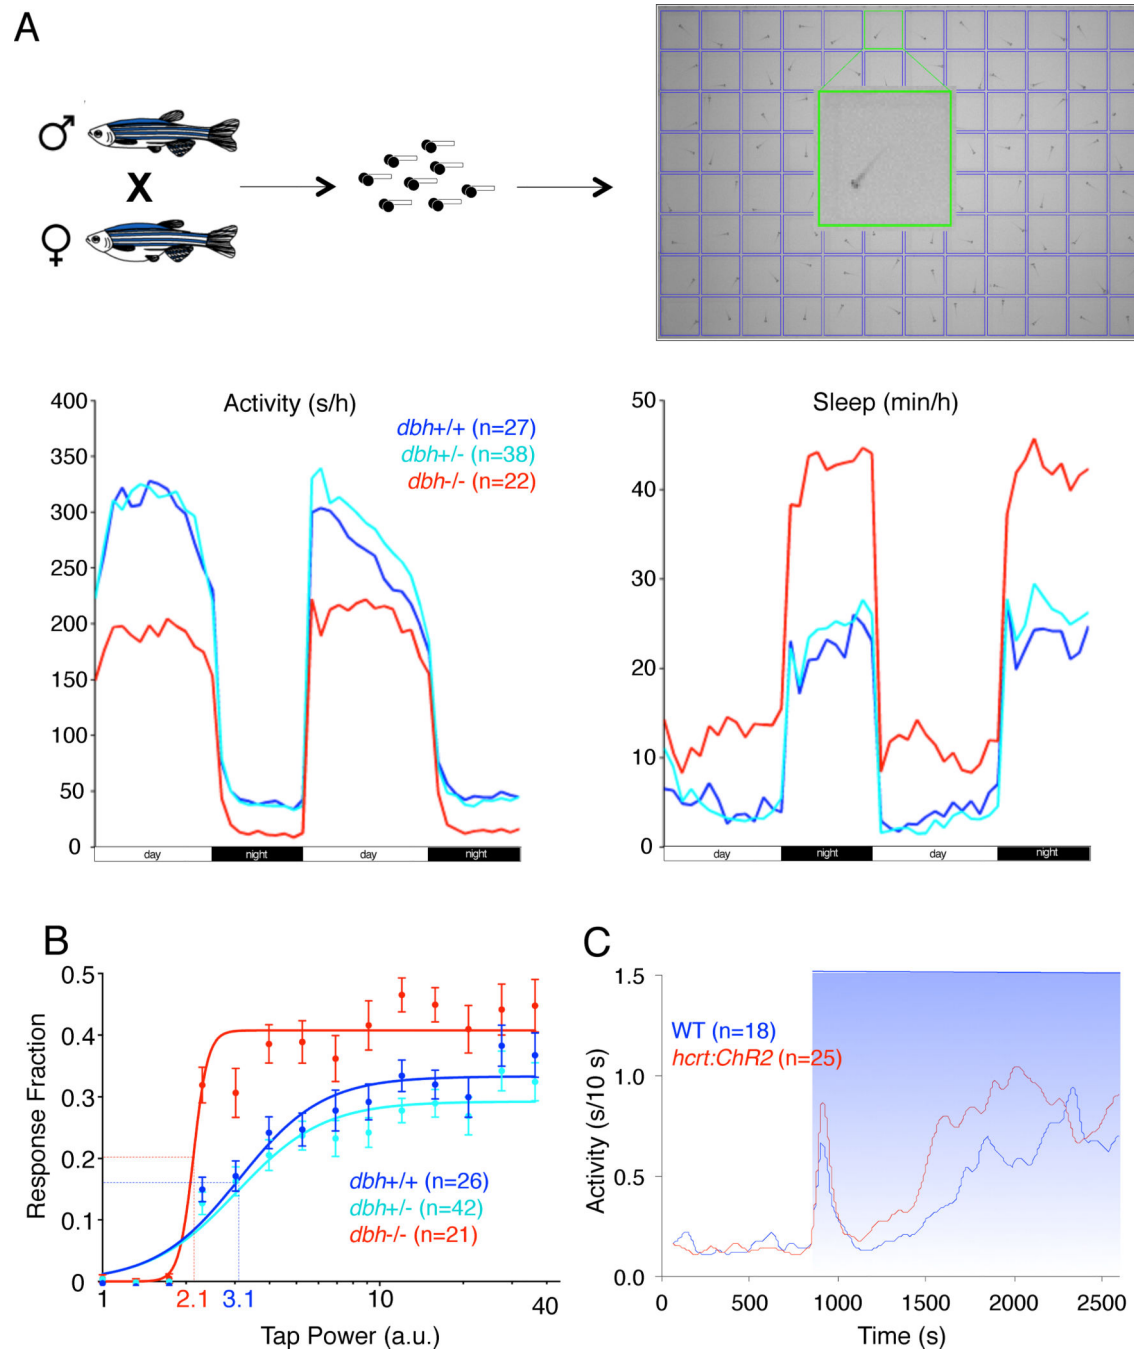 A
♂
X
♀
Activity (s/h)
400
350
300
250
200
150
100
50
0
dbh+/+ (n=27)
dbh+/- (n=38)
dbh-/- (n=22)
day
night
day
night
Sleep (min/h)
50
40
30
20
10
0
day
night
day
night
B
Response Fraction
0.5
0.4
0.3
0.2
0.1
0
dbh+/+ (n=26)
dbh+/- (n=42)
dbh-/- (n=21)
1
2.1
3.1
10
40
Tap Power (a.u.)
C
Activity (s/10 s)
1.5
1.0
0.5
0.0
WT (n=18)
hcrt:ChR2 (n=25)
0
500
1000
1500
2000
2500
Time (s)